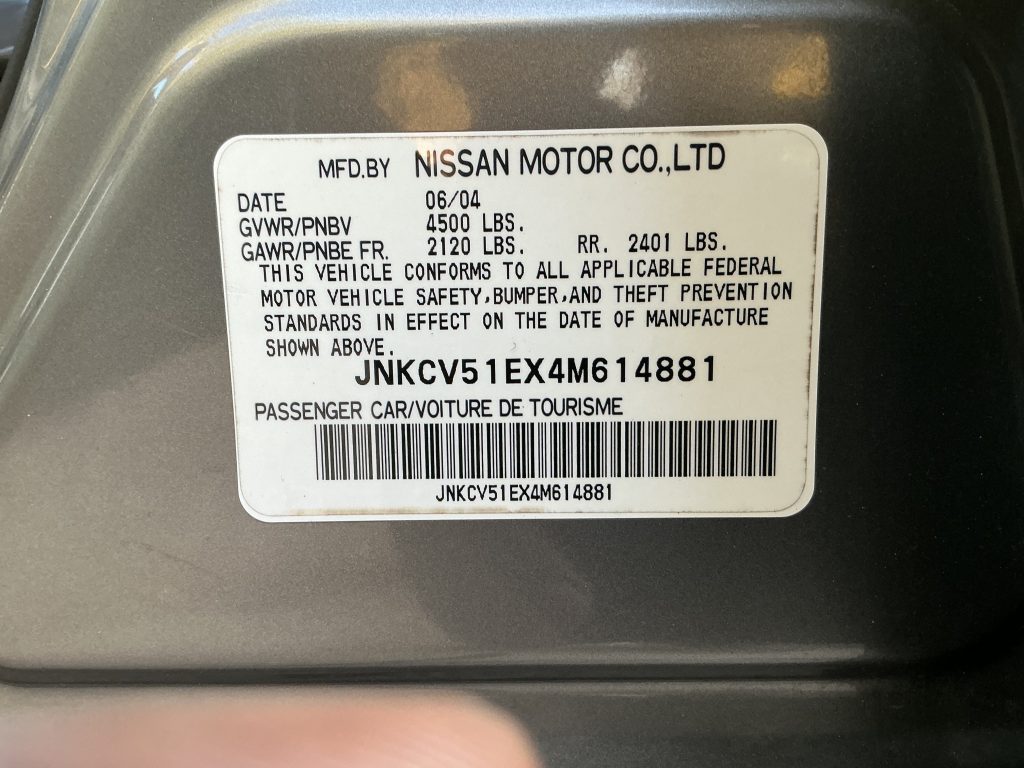 MFD.BY NISSAN MOTOR CO.,LTD
DATE 06/04
GVWR/PNBV 4500 LBS.
GAWR/PNBE FR. 2120 LBS. RR. 2401 LBS.
THIS VEHICLE CONFORMS TO ALL APPLICABLE FEDERAL
MOTOR VEHICLE SAFETY,BUMPER,AND THEFT PREVENTION
STANDARDS IN EFFECT ON THE DATE OF MANUFACTURE
SHOWN ABOVE.
JNKCV51EX4M614881
PASSENGER CAR/VOITURE DE TOURISME
JNKCV51EX4M614881